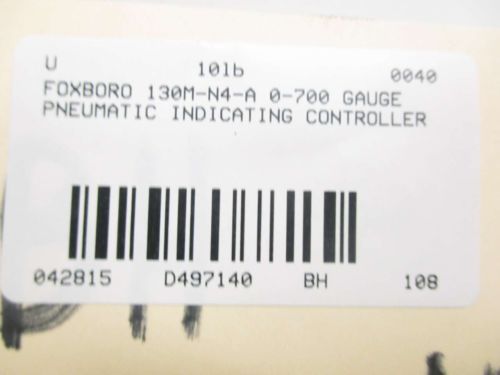 U 101b 0040
FOXBORO 130M-N4-A 0-700 GAUGE
PNEUMATIC INDICATING CONTROLLER
042815 D497140 BH 108